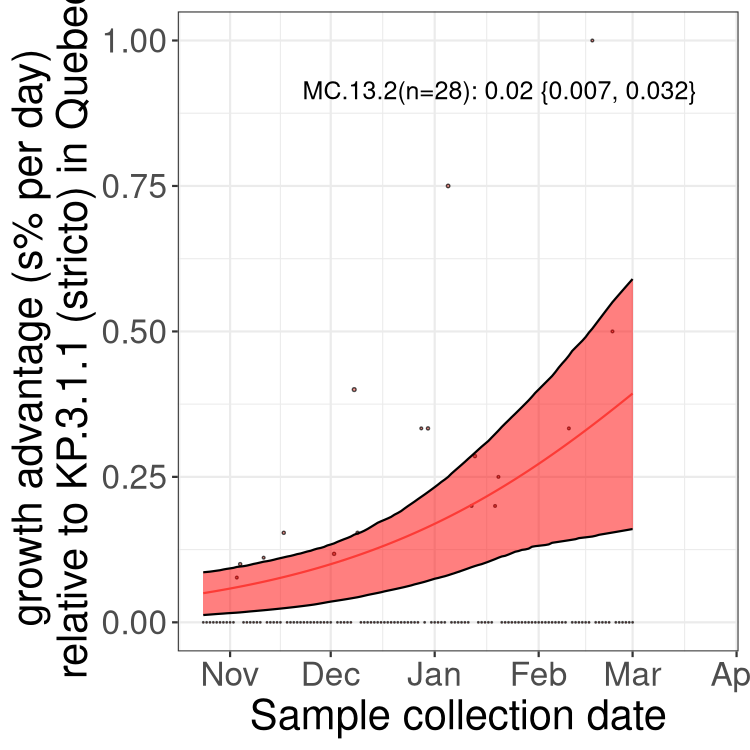 growth advantage (s% per day)
relative to KP.3.1.1 (stricto) in Quebec
1.00
0.75
0.50
0.25
0.00
MC.13.2(n=28): 0.02 {0.007, 0.032}
Nov Dec Jan Feb Mar Ap
Sample collection date